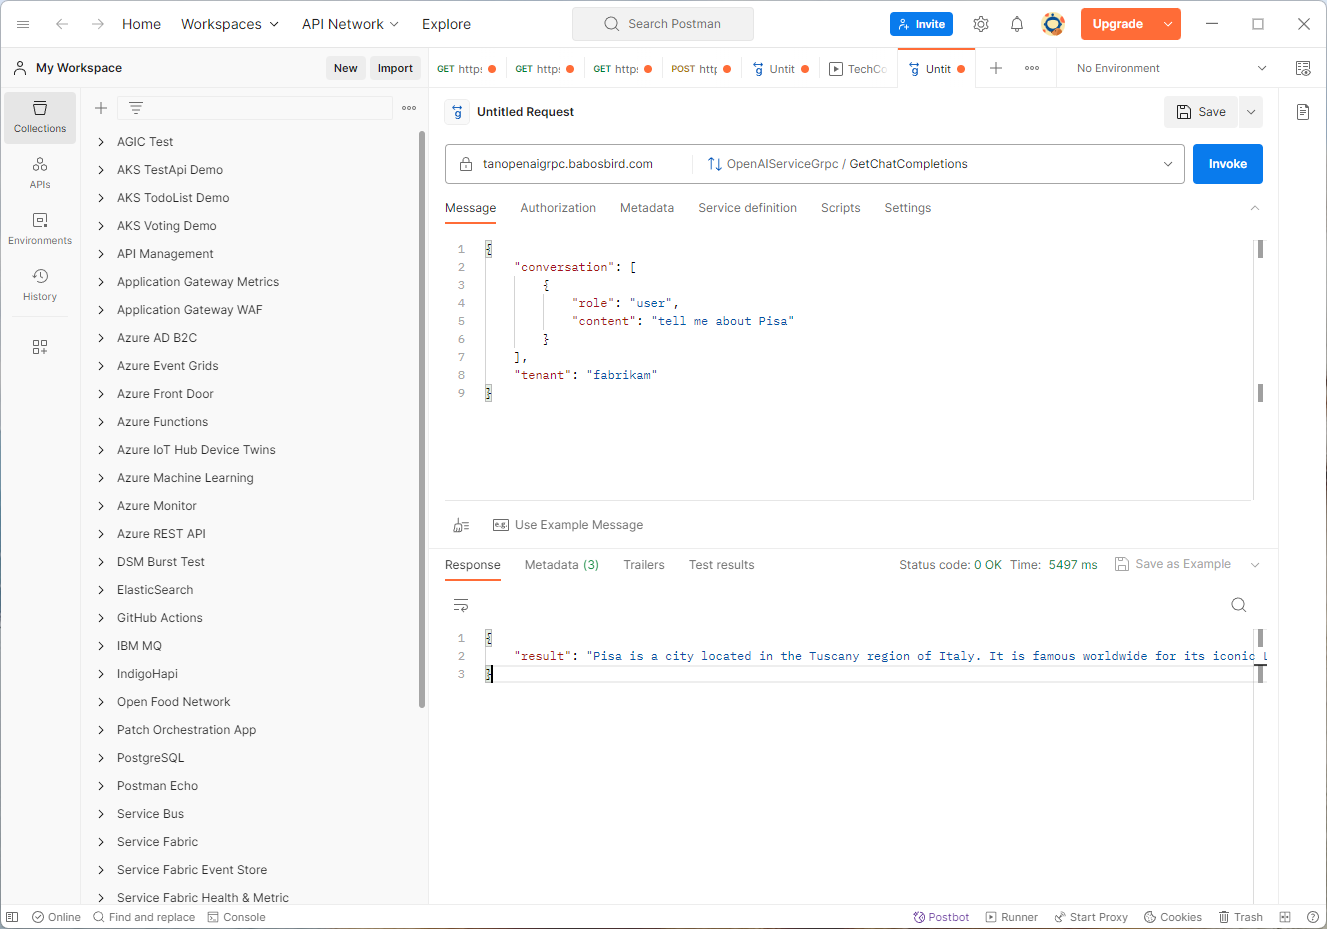 Home Workspaces API Network Explore Search Postman Invite Upgrade
My Workspace New Import GET https GET https GET https POST http Untit TechCo Untit No Environment
Collections
APIs
Environments
History
AGIC Test
AKS TestApi Demo
AKS TodoList Demo
AKS Voting Demo
API Management
Application Gateway Metrics
Application Gateway WAF
Azure AD B2C
Azure Event Grids
Azure Front Door
Azure Functions
Azure IoT Hub Device Twins
Azure Machine Learning
Azure Monitor
Azure REST API
DSM Burst Test
ElasticSearch
GitHub Actions
IBM MQ
IndigoHapi
Open Food Network
Patch Orchestration App
PostgreSQL
Postman Echo
Service Bus
Service Fabric
Service Fabric Event Store
Service Fabric Health & Metric
Untitled Request Save
tanopenaigrpc.babosbird.com OpenAIServiceGrpc / GetChatCompletions Invoke
Message Authorization Metadata Service definition Scripts Settings
1 {
2 "conversation": [
3 {
4 "role": "user",
5 "content": "tell me about Pisa"
6 }
7 ],
8 "tenant": "fabrikam"
9 }
e.g. Use Example Message
Response Metadata (3) Trailers Test results Status code: 0 OK Time: 5497 ms Save as Example
1 {
2 "result": "Pisa is a city located in the Tuscany region of Italy. It is famous worldwide for its iconic L
3 }
Online Find and replace Console Postbot Runner Start Proxy Cookies Trash